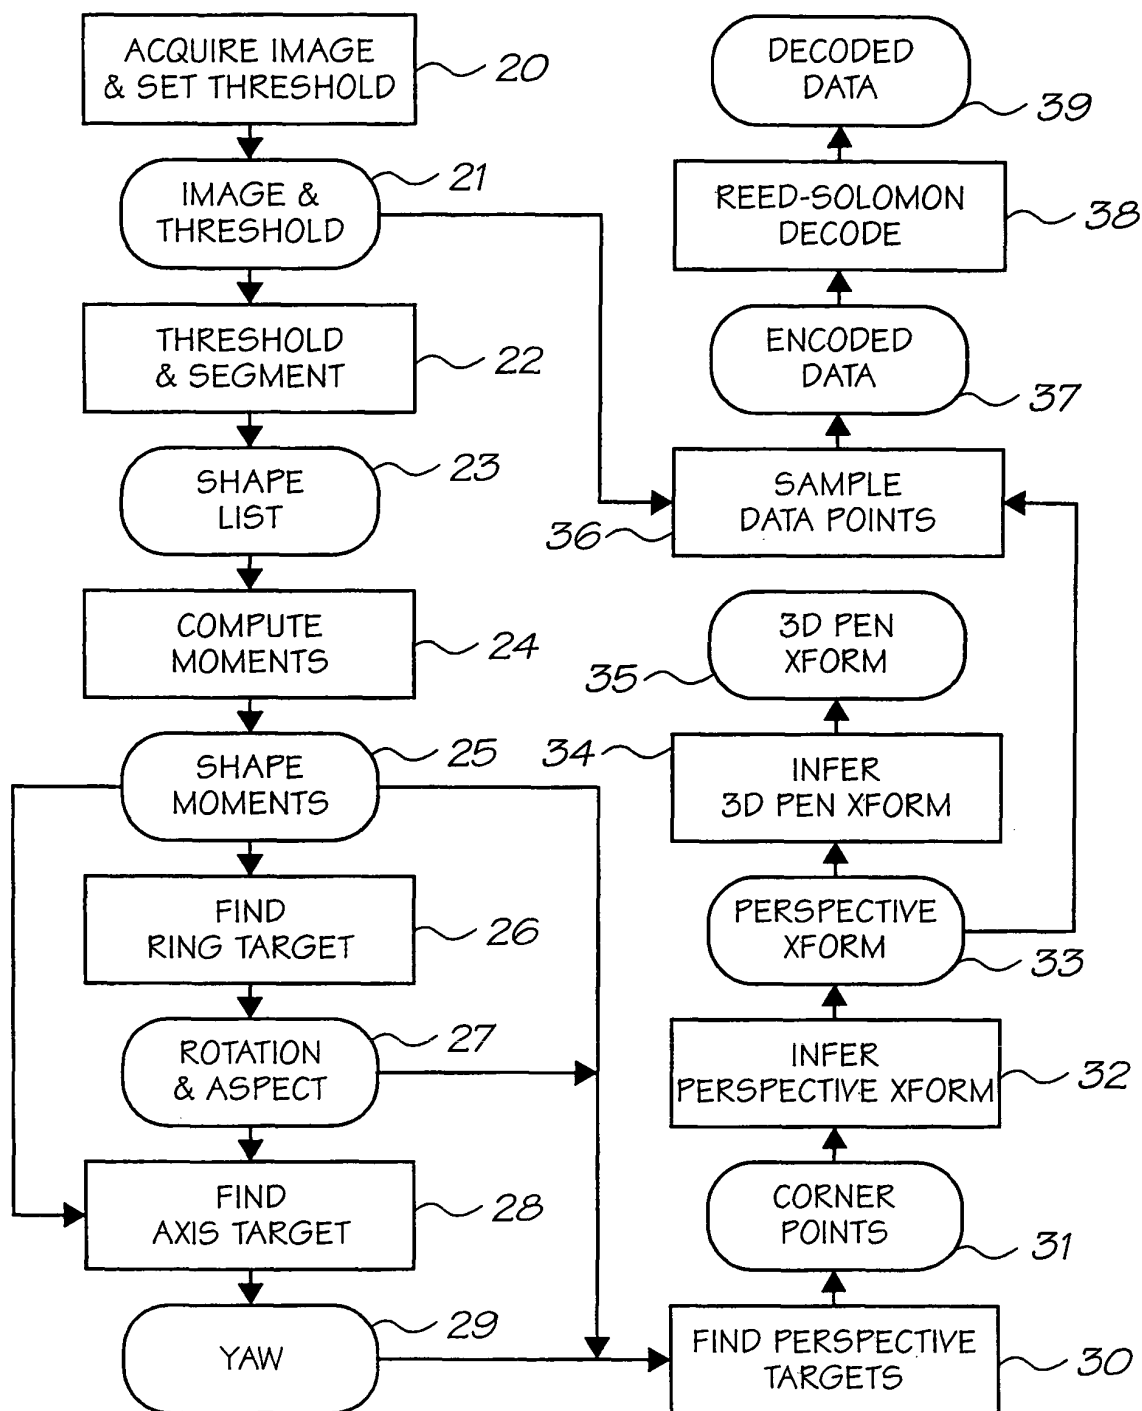 ACQUIRE IMAGE
& SET THRESHOLD
20
IMAGE &
THRESHOLD
21
THRESHOLD
& SEGMENT
22
SHAPE
LIST
23
COMPUTE
MOMENTS
24
SHAPE
MOMENTS
25
FIND
RING TARGET
26
ROTATION
& ASPECT
27
FIND
AXIS TARGET
28
YAW
29
FIND PERSPECTIVE
TARGETS
30
CORNER
POINTS
31
INFER
PERSPECTIVE XFORM
32
PERSPECTIVE
XFORM
33
INFER
3D PEN XFORM
34
3D PEN
XFORM
35
SAMPLE
DATA POINTS
36
ENCODED
DATA
37
REED-SOLOMON
DECODE
38
DECODED
DATA
39